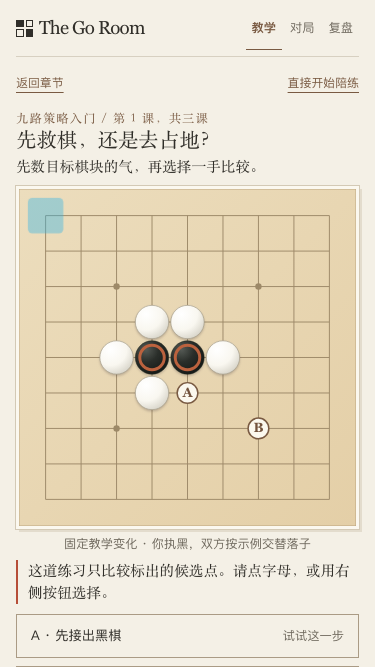 The Go Room
教学 对局 复盘
返回章节 直接开始陪练
九路策略入门 / 第 1 课，共三课
先救棋，还是去占地?
先数目标棋块的气，再选择一手比较。
A
B
固定教学变化 · 你执黑，双方按示例交替落子
这道练习只比较标出的候选点。请点字母，或用右
侧按钮选择。
A · 先接出黑棋 试试这一步